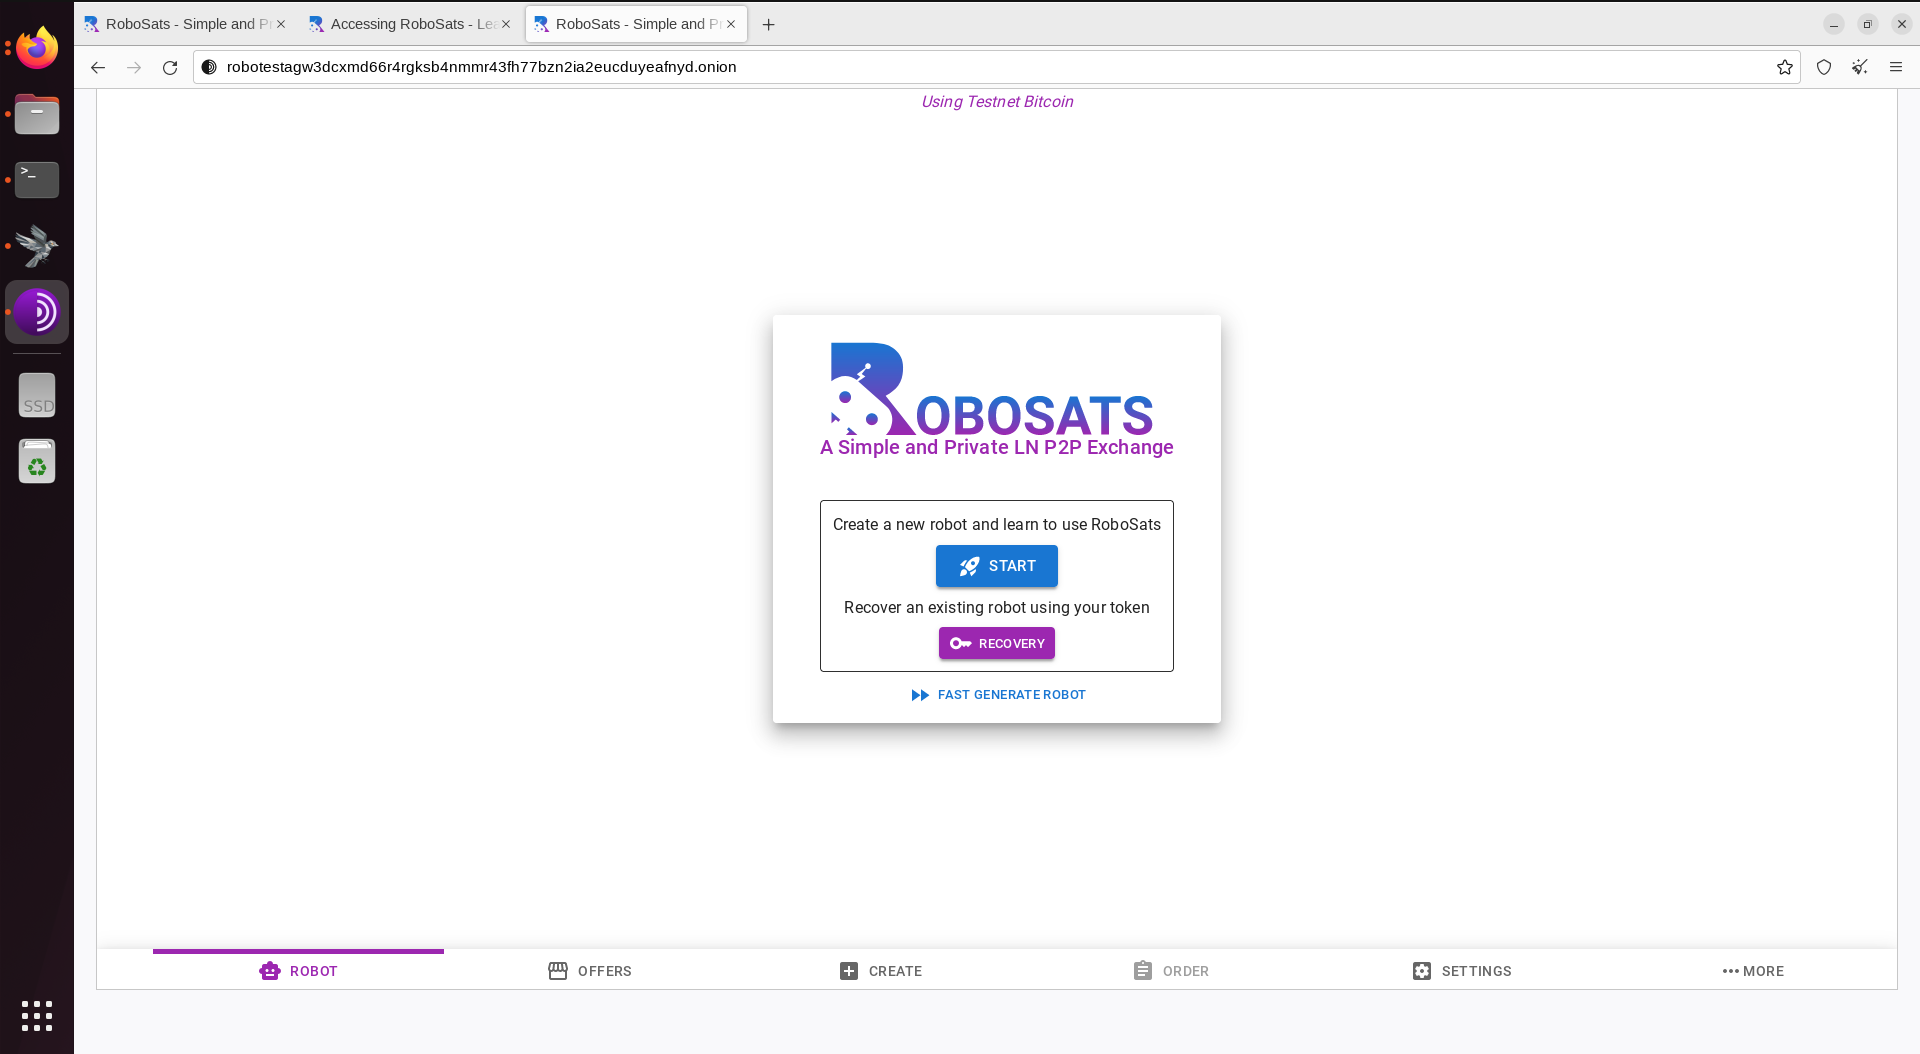 RoboSats - Simple and Pr
Accessing RoboSats - Lea
RoboSats - Simple and Pr
robotestagw3dcxmd66r4rgksb4nmmr43fh77bzn2ia2eucduyeafnyd.onion
Using Testnet Bitcoin
>_
SSD
ROBOSATS
A Simple and Private LN P2P Exchange
Create a new robot and learn to use RoboSats
START
Recover an existing robot using your token
RECOVERY
FAST GENERATE ROBOT
ROBOT
OFFERS
CREATE
ORDER
SETTINGS
MORE